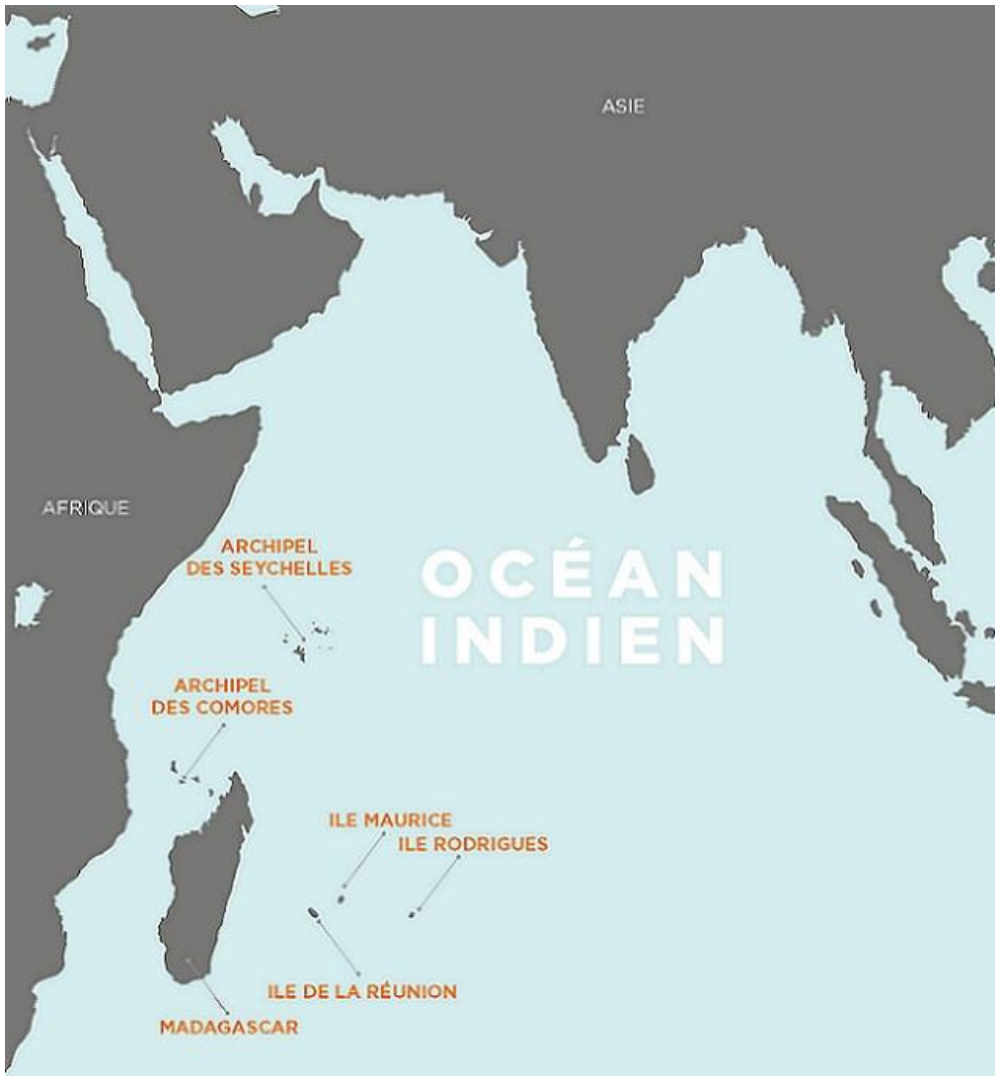 ASIE
AFRIQUE
ARCHIPEL
DES SEYCHELLES
OCÉAN
INDIEN
ARCHIPEL
DES COMORES
ILE MAURICE
ILE RODRIGUES
ILE DE LA RÉUNION
MADAGASCAR